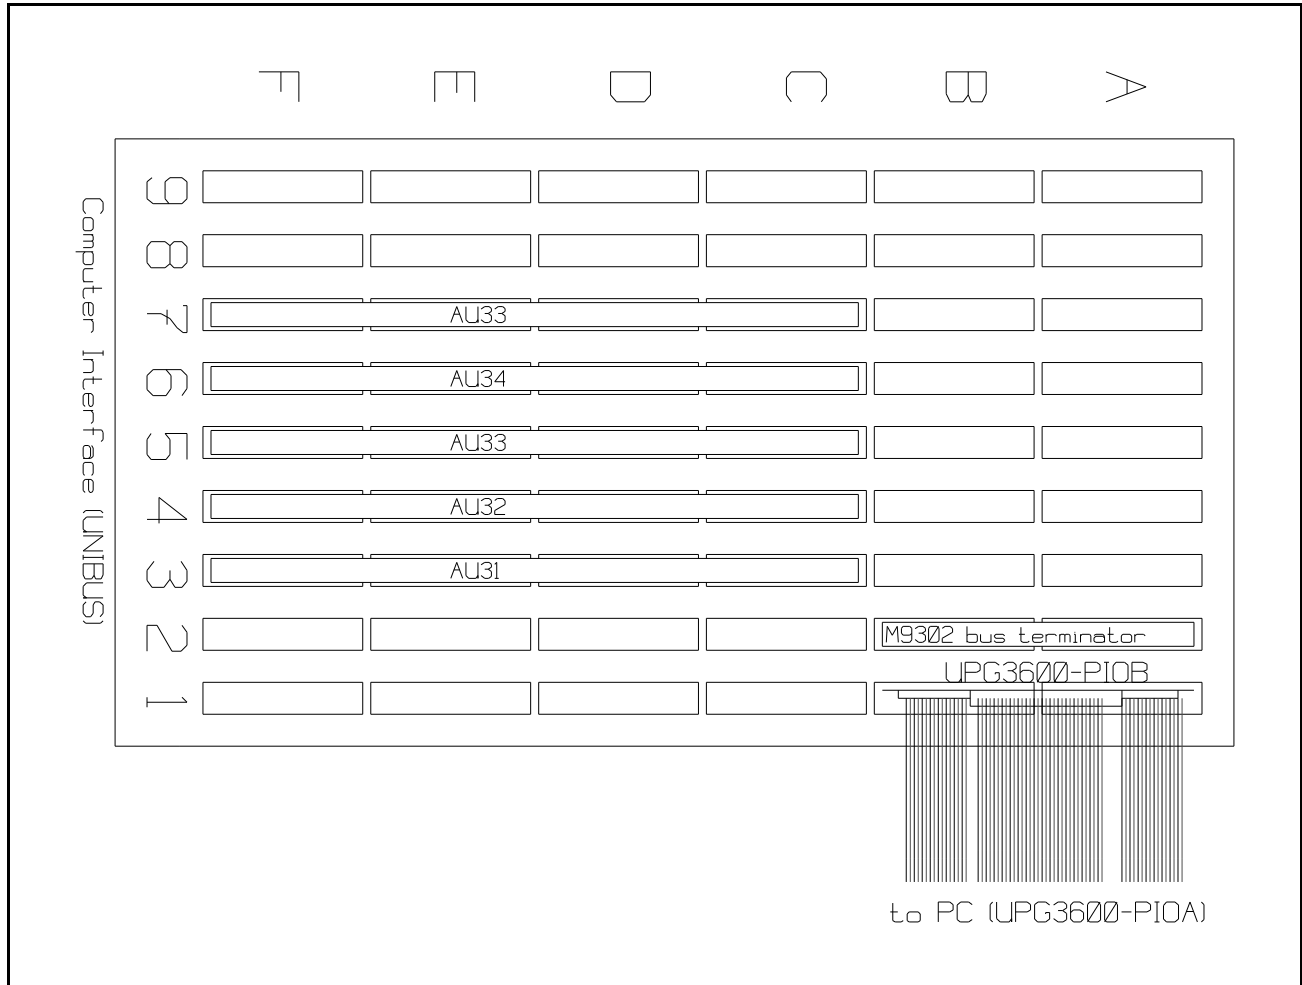 F E D C B A
9
8
7 AU33
6 AU34
5 AU33
4 AU32
3 AU31
2 M9302 bus terminator
UPG3600-PIOB
1
Computer Interface (UNIBUS)
to PC (UPG3600-PIOA)